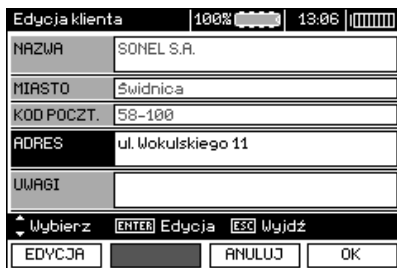 Edycja klienta 100% 13:06
NAZWA SONEL S.A.
MIASTO Świdnica
KOD POCZT. 58-100
ADRES ul. Wokulskiego 11
UWAGI
Wybierz ENTER Edycja ESC Wyjdź
EDYCJA ANULUJ OK